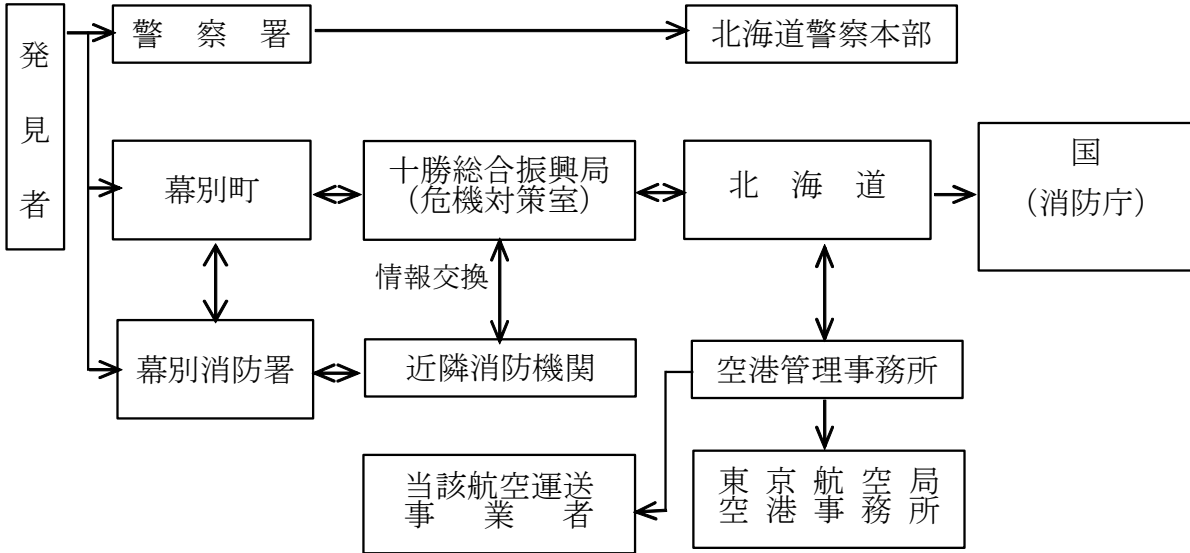 発見者
警察署
北海道警察本部
幕別町
十勝総合振興局
（危機対策室）
北海道
国
（消防庁）
情報交換
幕別消防署
近隣消防機関
空港管理事務所
当該航空運送
事業者
東京航空局
空港事務所